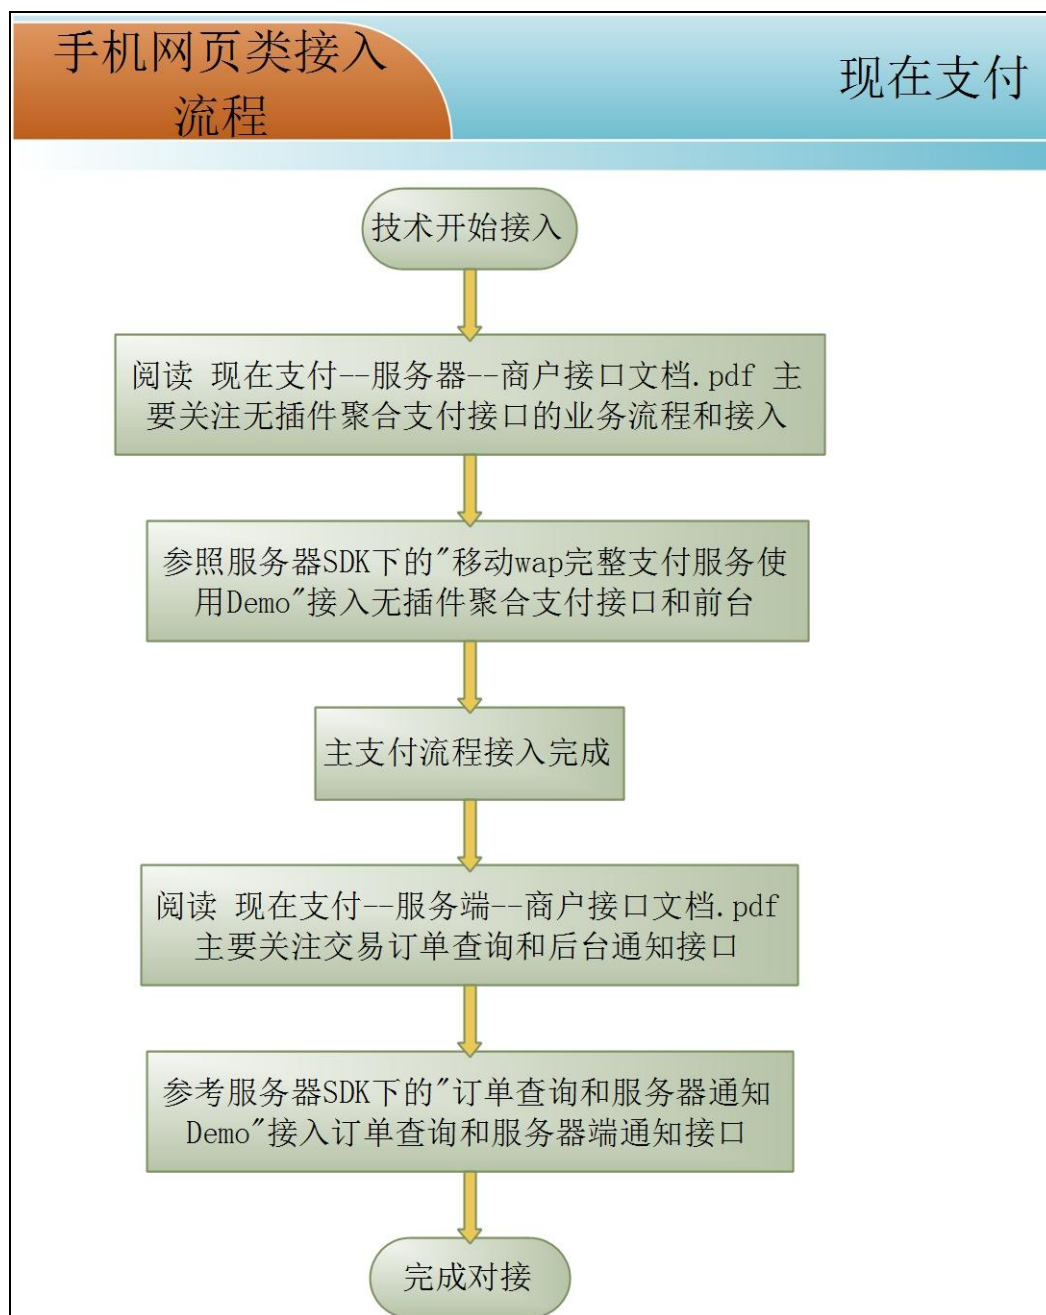 手机网页类接入
流程
现在支付
技术开始接入
阅读 现在支付--服务器--商户接口文档.pdf 主
要关注无插件聚合支付接口的业务流程和接入
参照服务器SDK下的"移动wap完整支付服务使
用Demo"接入无插件聚合支付接口和前台
主支付流程接入完成
阅读 现在支付--服务端--商户接口文档.pdf
主要关注交易订单查询和后台通知接口
参考服务器SDK下的"订单查询和服务器通知
Demo"接入订单查询和服务器端通知接口
完成对接